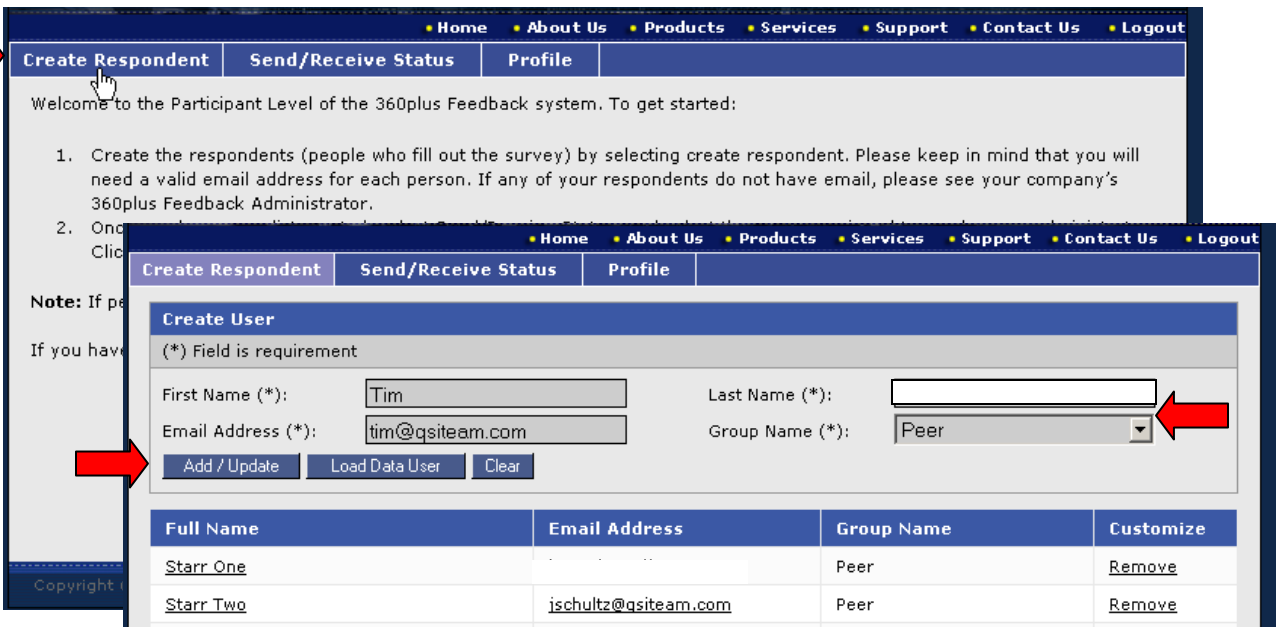 Home About Us Products Services Support Contact Us Logout
Create Respondent Send/Receive Status Profile
Welcome to the Participant Level of the 360plus Feedback system. To get started:
1. Create the respondents (people who fill out the survey) by selecting create respondent. Please keep in mind that you will
need a valid email address for each person. If any of your respondents do not have email, please see your company's
360plus Feedback Administrator.
2.
Note: If
If you have
Copyright
Home About Us Products Services Support Contact Us Logout
Create Respondent Send/Receive Status Profile
Create User
(*) Field is requirement
First Name (*): Tim Last Name (*):
Email Address (*): tim@qsiteam.com Group Name (*): Peer
Add / Update Load Data User Clear
Full Name Email Address Group Name Customize
Starr One Peer Remove
Starr Two jschultz@qsiteam.com Peer Remove